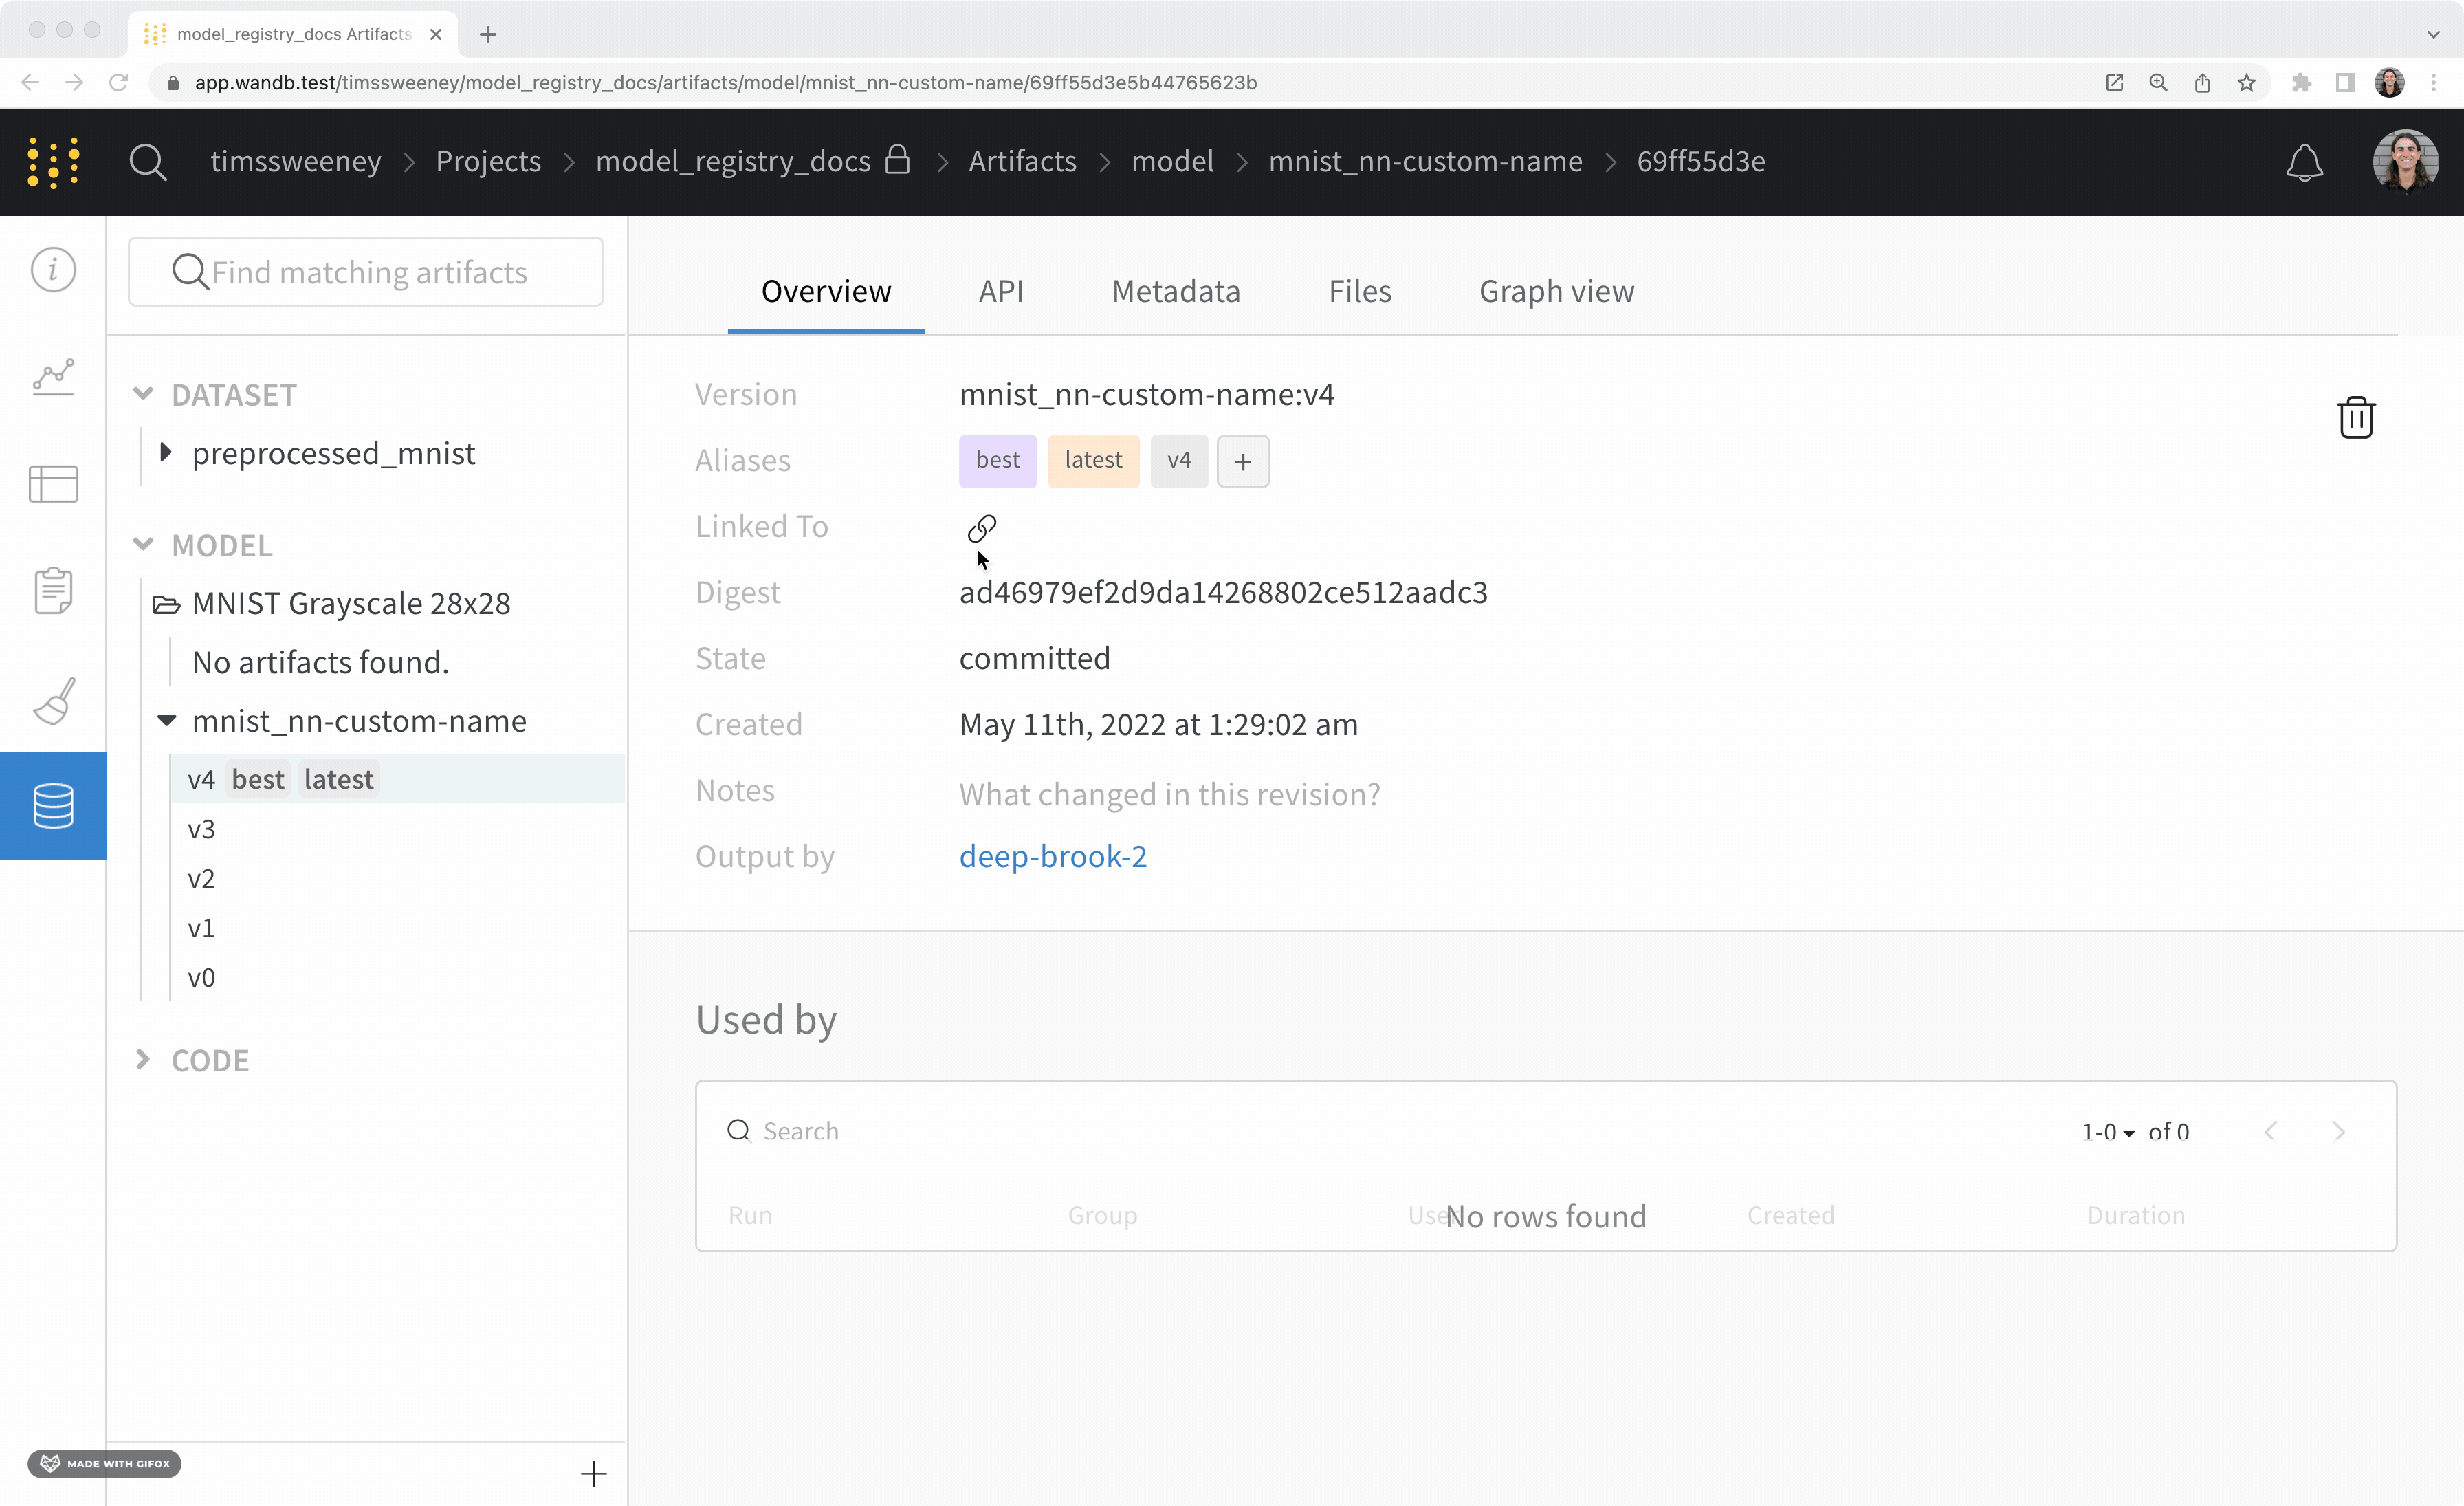 model_registry_docs Artifacts
app.wandb.test/timssweeney/model_registry_docs/artifacts/model/mnist_nn-custom-name/69ff55d3e5b44765623b
timssweeney > Projects > model_registry_docs > Artifacts > model > mnist_nn-custom-name > 69ff55d3e
Find matching artifacts
DATASET
preprocessed_mnist
MODEL
MNIST Grayscale 28x28
No artifacts found.
mnist_nn-custom-name
v4 best latest
v3
v2
v1
v0
CODE
MADE WITH GIFOX
Overview API Metadata Files Graph view
Version mnist_nn-custom-name:v4
Aliases best latest v4 +
Linked To
Digest ad46979ef2d9da14268802ce512aadc3
State committed
Created May 11th, 2022 at 1:29:02 am
Notes What changed in this revision?
Output by deep-brook-2
Used by
Search 1-0 of 0
Run Group User Created Duration
No rows found